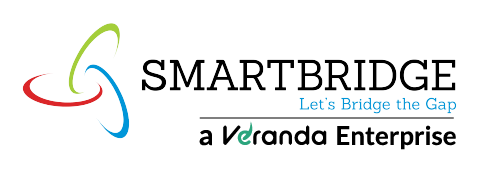 SMARTBRIDGE
Let's Bridge the Gap
a Veranda Enterprise